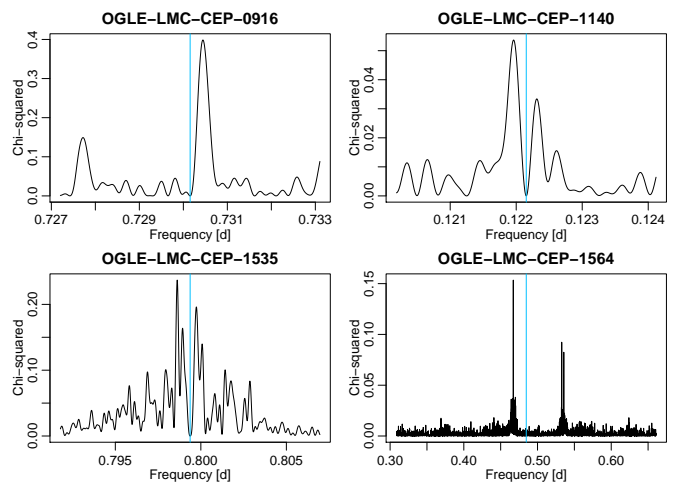 OGLE−LMC−CEP−0916
Chi−squared
0.0 0.1 0.2 0.3 0.4
0.727 0.729 0.731 0.733
Frequency [d]
OGLE−LMC−CEP−1140
Chi−squared
0.00 0.02 0.04
0.121 0.122 0.123 0.124
Frequency [d]
OGLE−LMC−CEP−1535
Chi−squared
0.00 0.10 0.20
0.795 0.800 0.805
Frequency [d]
OGLE−LMC−CEP−1564
Chi−squared
0.00 0.05 0.10 0.15
0.30 0.40 0.50 0.60
Frequency [d]